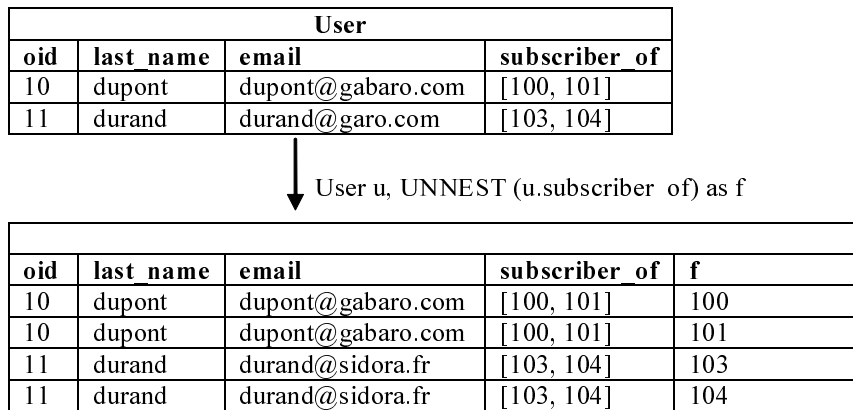 User
oid last_name email subscriber_of
10 dupont dupont@gabaro.com [100, 101]
11 durand durand@garo.com [103, 104]
User u, UNNEST (u.subscriber_of) as f
oid last_name email subscriber_of f
10 dupont dupont@gabaro.com [100, 101] 100
10 dupont dupont@gabaro.com [100, 101] 101
11 durand durand@sidora.fr [103, 104] 103
11 durand durand@sidora.fr [103, 104] 104